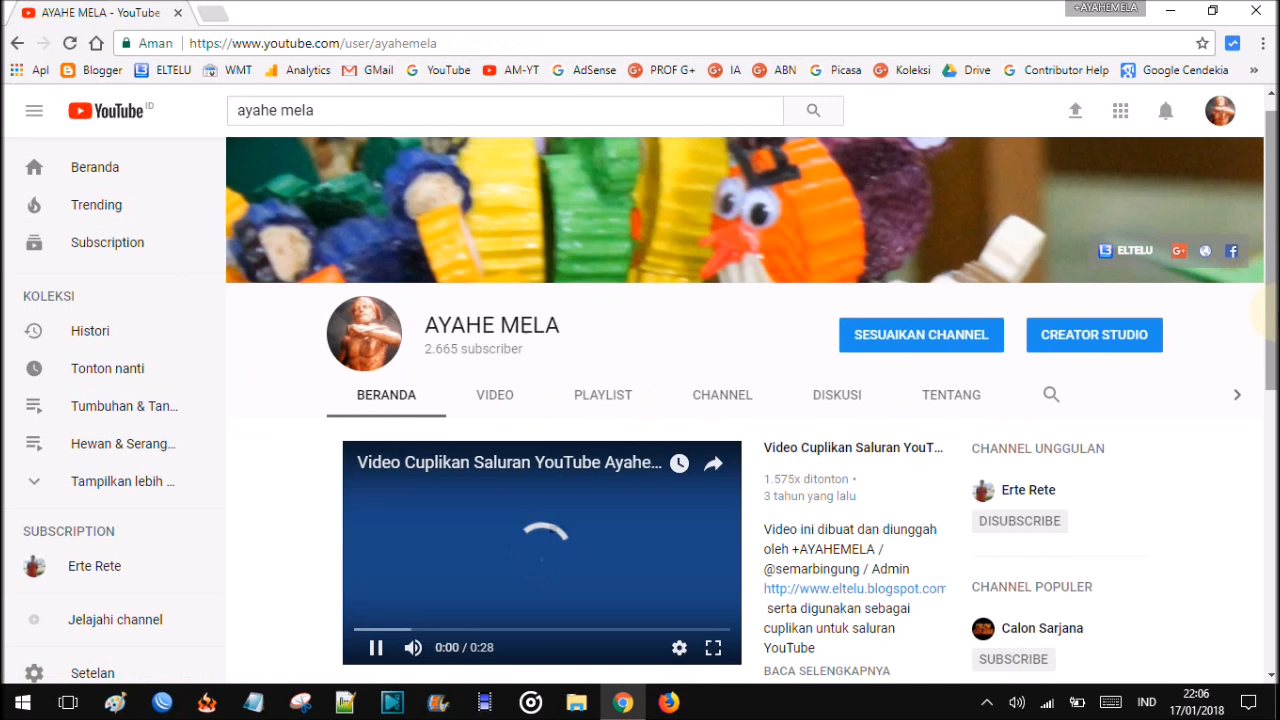 AYAHE MELA - YouTube
+AYAHEMELA
Aman
https://www.youtube.com/user/ayahemela
Apl
Blogger
ELTELU
WMT
Analytics
GMail
YouTube
AM-YT
AdSense
PROF G+
IA
ABN
Picasa
Koleksi
Drive
Contributor Help
Google Cendekia
YouTube ID
ayahe mela
Beranda
Trending
Subscription
KOLEKSI
Histori
Tonton nanti
Tumbuhan & Tan...
Hewan & Serang...
Tampilkan lebih ...
SUBSCRIPTION
Erte Rete
Jelajahi channel
Setelan
ELTELU
AYAHE MELA
2.665 subscriber
SESUAIKAN CHANNEL
CREATOR STUDIO
BERANDA
VIDEO
PLAYLIST
CHANNEL
DISKUSI
TENTANG
Video Cuplikan Saluran YouTube Ayahe...
0:00 / 0:28
Video Cuplikan Saluran YouT...
1.575x ditonton •
3 tahun yang lalu
Video ini dibuat dan diunggah
oleh +AYAHEMELA /
@semarbingung / Admin
http://www.eltelu.blogspot.com
serta digunakan sebagai
cuplikan untuk saluran
YouTube
BACA SELENGKAPNYA
CHANNEL UNGGULAN
Erte Rete
DISUBSCRIBE
CHANNEL POPULER
Calon Sarjana
SUBSCRIBE
IND
22:06
17/01/2018